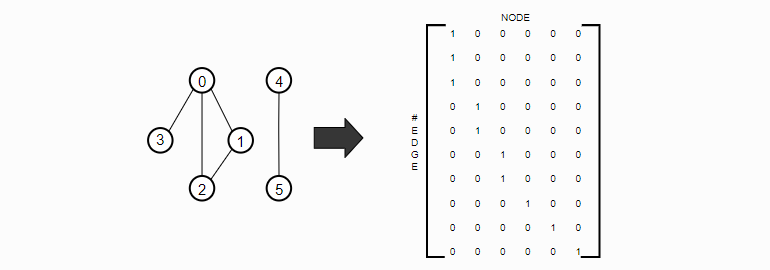 NODE
0
4
3
1
2
5
#
E
D
G
E
1 0 0 0 0 0
1 0 0 0 0 0
1 0 0 0 0 0
0 1 0 0 0 0
0 1 0 0 0 0
0 0 1 0 0 0
0 0 1 0 0 0
0 0 0 1 0 0
0 0 0 0 1 0
0 0 0 0 0 1